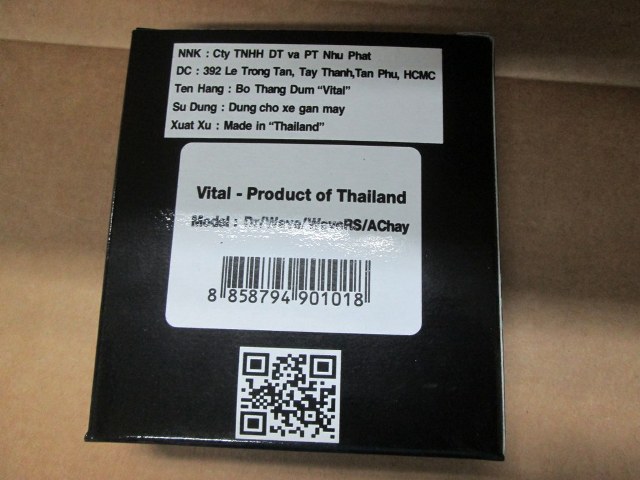 NNK : Cty TNHH DT va PT Nhu Phat
DC : 392 Le Trong Tan, Tay Thanh,Tan Phu, HCMC
Ten Hang : Bo Thang Dum “Vital”
Su Dung : Dung cho xe gan may
Xuat Xu : Made in “Thailand”
Vital - Product of Thailand
Model : Dr/Wave/WaveRS/AChay
8 858794 901018